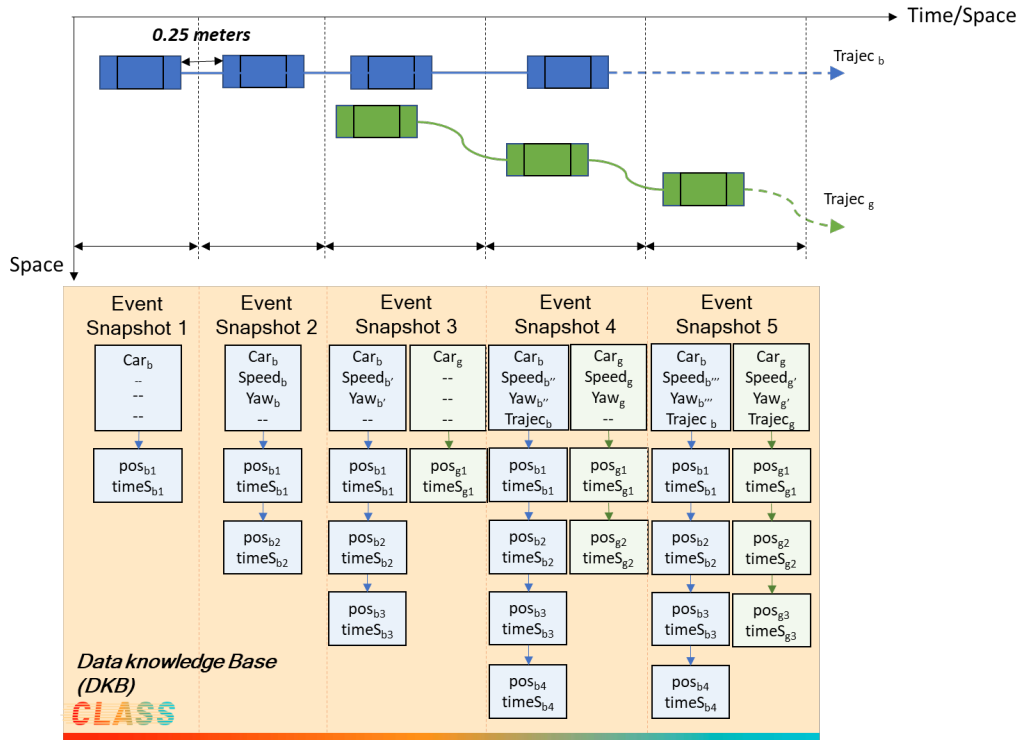 Time/Space
0.25 meters
Trajec b
Trajec g
Space
Event
Snapshot 1
Event
Snapshot 2
Event
Snapshot 3
Event
Snapshot 4
Event
Snapshot 5
Carb
--
--
--
Carb
Speedb
Yawb
--
Carb
Speedb'
Yawb'
--
Carg
--
--
--
Carb
Speedb''
Yawb''
Trajecb
Carg
Speedg
Yawg
--
Carb
Speedb'''
Yawb'''
Trajec b
Carg
Speedg'
Yawg'
Trajecg
posb1
timeSb1
posb1
timeSb1
posb1
timeSb1
posg1
timeSg1
posb1
timeSb1
posg1
timeSg1
posb1
timeSb1
posg1
timeSg1
posb2
timeSb2
posb2
timeSb2
posb2
timeSb2
posg2
timeSg2
posb2
timeSb2
posg2
timeSg2
posb3
timeSb3
posb3
timeSb3
posb3
timeSb3
posg3
timeSg3
posb4
timeSb4
posb4
timeSb4
Data knowledge Base
(DKB)
CLASS